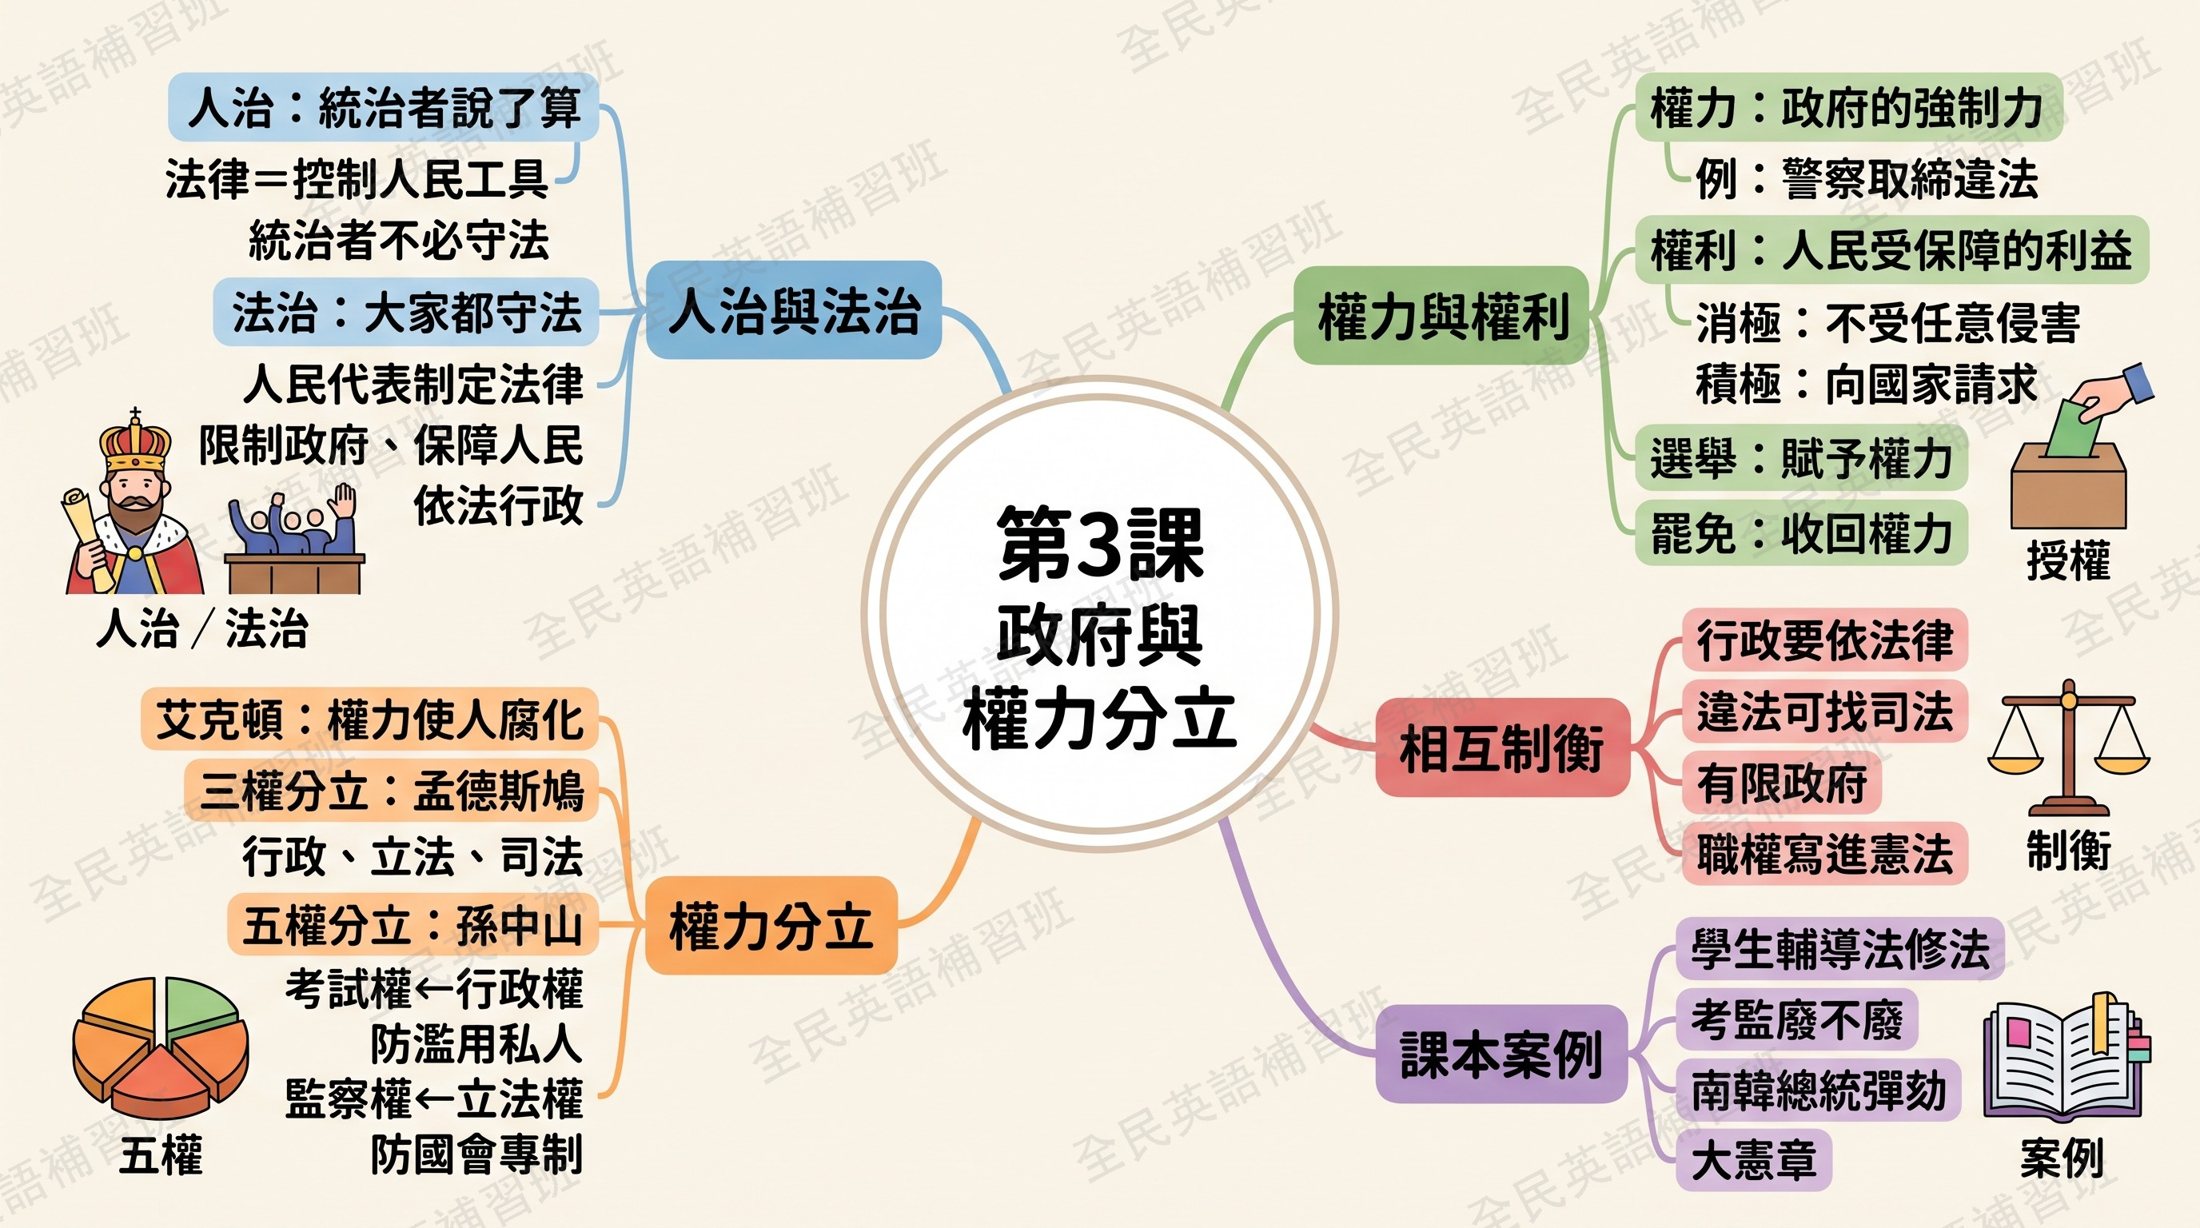 第3課
政府與
權力分立
人治與法治
人治：統治者說了算
法律＝控制人民工具
統治者不必守法
法治：大家都守法
人民代表制定法律
限制政府、保障人民
依法行政
人治／法治
權力分立
艾克頓：權力使人腐化
三權分立：孟德斯鳩
行政、立法、司法
五權分立：孫中山
考試權←行政權
防濫用私人
監察權←立法權
防國會專制
五權
權力與權利
權力：政府的強制力
例：警察取締違法
權利：人民受保障的利益
消極：不受任意侵害
積極：向國家請求
選舉：賦予權力
罷免：收回權力
授權
相互制衡
行政要依法律
違法可找司法
有限政府
職權寫進憲法
制衡
課本案例
學生輔導法修法
考監廢不廢
南韓總統彈劾
大憲章
案例
全民英語補習班